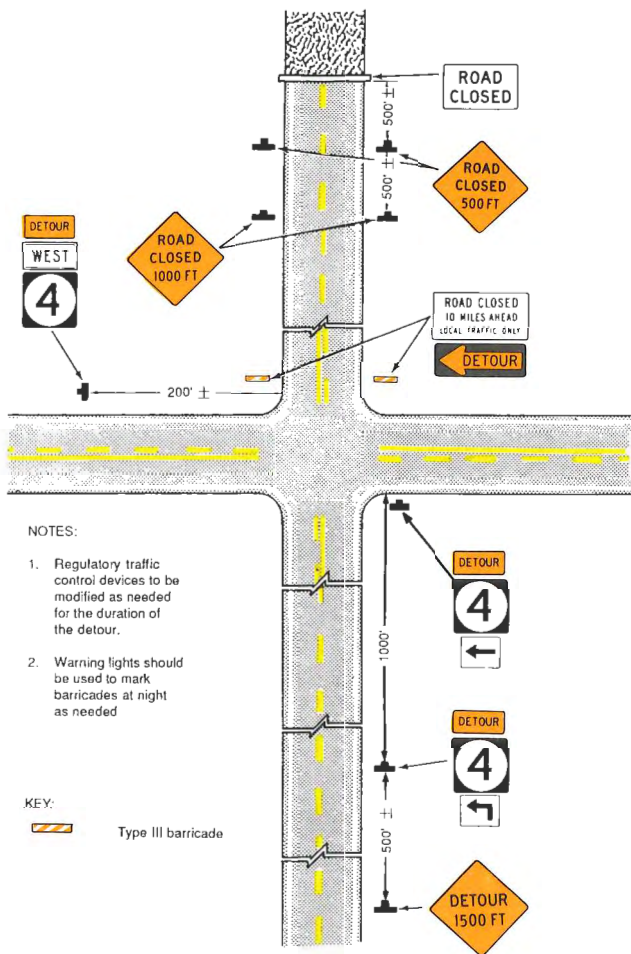 ROAD
CLOSED
500' ±
500' ±
ROAD
CLOSED
500 FT
DETOUR
WEST
4
ROAD
CLOSED
1000 FT
ROAD CLOSED
10 MILES AHEAD
LOCAL TRAFFIC ONLY
DETOUR
200' ±
NOTES:
1. Regulatory traffic
control devices to be
modified as needed
for the duration of
the detour.
2. Warning lights should
be used to mark
barricades at night
as needed
DETOUR
4
1000'
DETOUR
4
KEY:
Type III barricade
500' ±
DETOUR
1500 FT